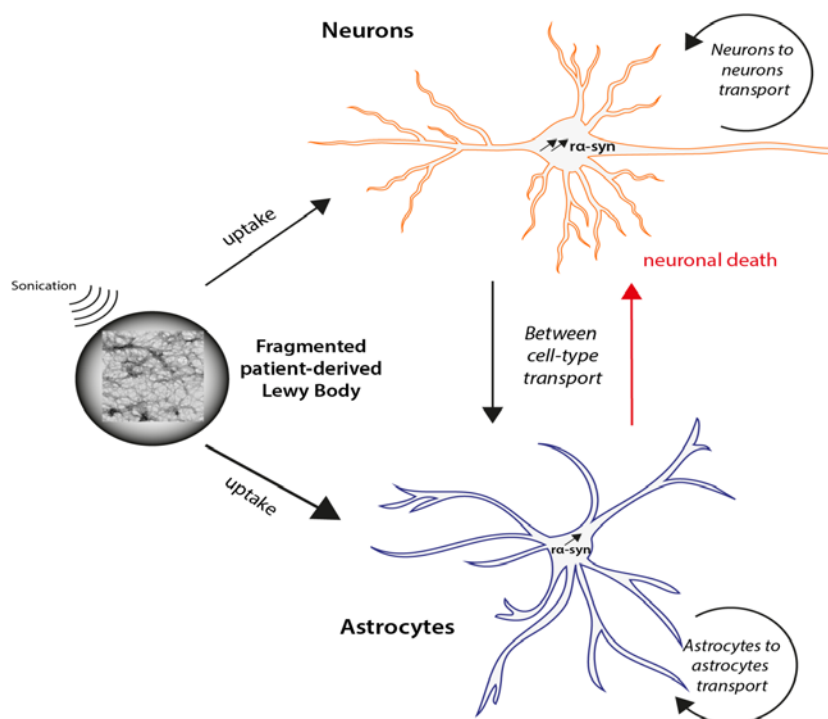 Neurons
Neurons to
neurons
transport
rα-syn
uptake
neuronal death
Sonication
Between
cell-type
transport
Fragmented
patient-derived
Lewy Body
uptake
rα-syn
Astrocytes
Astrocytes to
astrocytes
transport